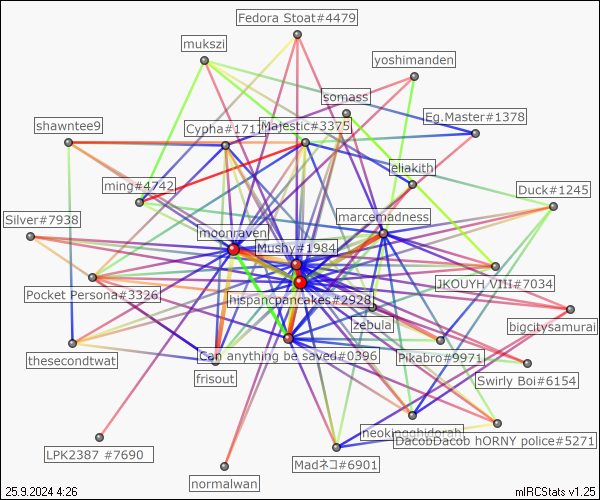 Fedora Stoat#4479
mukszi
yoshimanden
somass
Eg.Master#1378
shawntee9
Cypha#1717
Majestic#3375
eliakith
ming#4742
Duck#1245
Silver#7938
marcemadness
moonraven
Mushy#1984
JKOUYH VIII#7034
Pocket Persona#3326
hispancpancakes#2928
bigcitysamurai
zebula
thesecondtwat
Can anything be saved#0396
Pikabro#9971
frisout
Swirly Boi#6154
neokingghidorah
DacobDacob hORNY police#5271
LPK2387 #7690
Madネコ#6901
normalwan
25.9.2024 4:26
mIRCStats v1.25